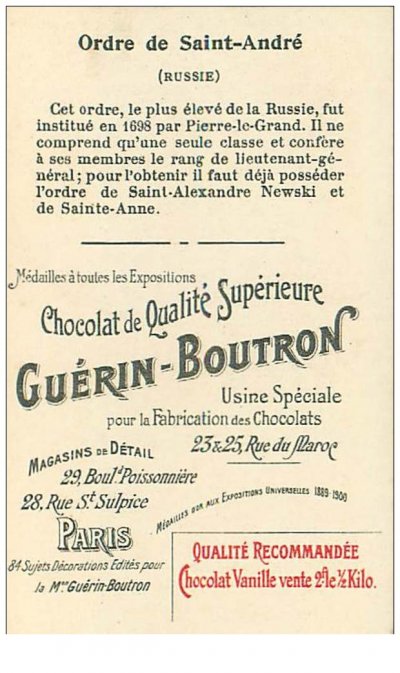 Ordre de Saint-André
(RUSSIE)
Cet ordre, le plus élevé de la Russie, fut
institué en 1698 par Pierre-le-Grand. Il ne
comprend qu'une seule classe et confère
à ses membres le rang de lieutenant-gé-
néral; pour l'obtenir il faut déjà posséder
l'ordre de Saint-Alexandre Newski et
de Sainte-Anne.
Médailles à toutes les Expositions
Chocolat de Qualité Supérieure
GUÉRIN-BOUTRON
Usine Spéciale
pour la Fabrication des Chocolats
23 & 25, Rue du Maroc
MAGASINS DE DÉTAIL
29, Boul.d Poissonnière
28, Rue St Sulpice
PARIS
MÉDAILLES D'OR AUX EXPOSITIONS UNIVERSELLES 1889-1900
84 Sujets Décorations Edités pour
la Mon Guérin-Boutron
QUALITÉ RECOMMANDÉE
Chocolat Vanille vente 2f le ½ Kilo.